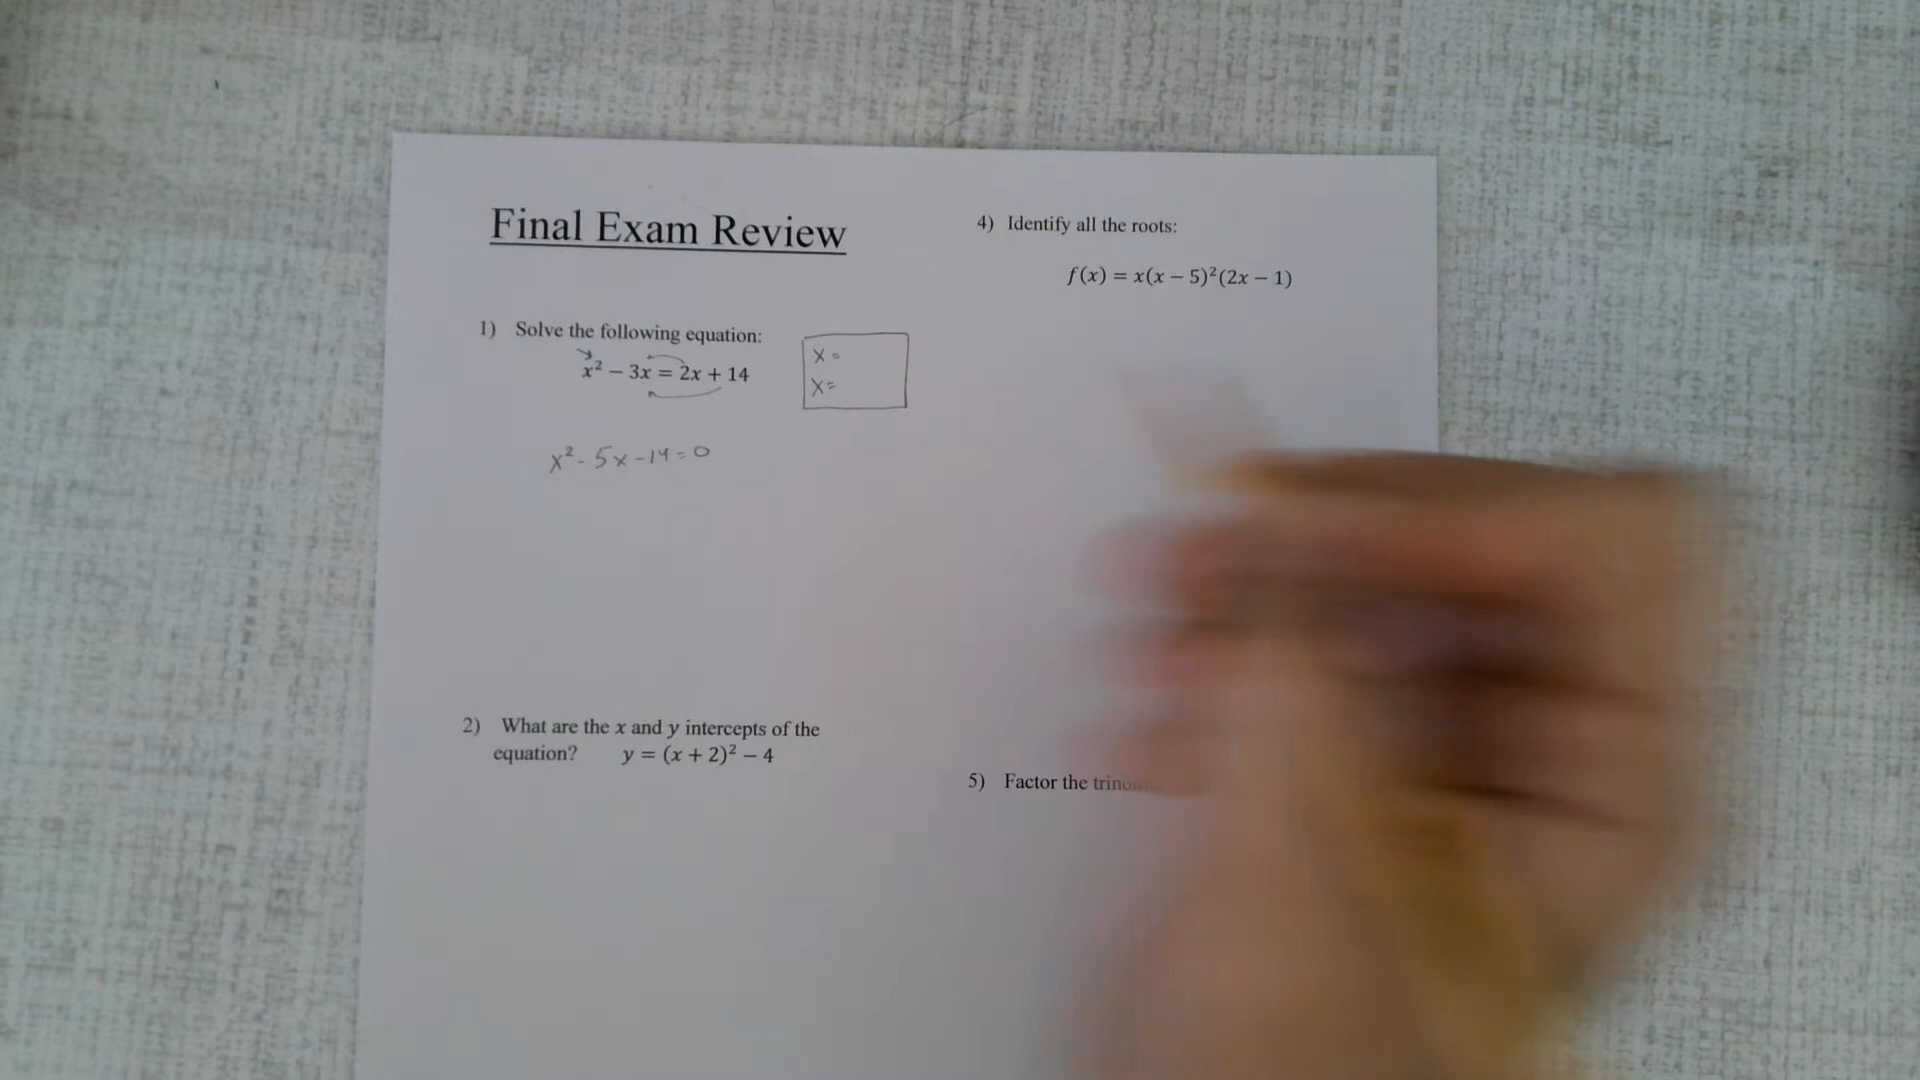 Final Exam Review
1) Solve the following equation:
x² − 3x = 2x + 14
x =
x =
x² - 5x - 14 = 0
2) What are the x and y intercepts of the
equation? y = (x + 2)² − 4
4) Identify all the roots:
f(x) = x(x − 5)²(2x − 1)
5) Factor the